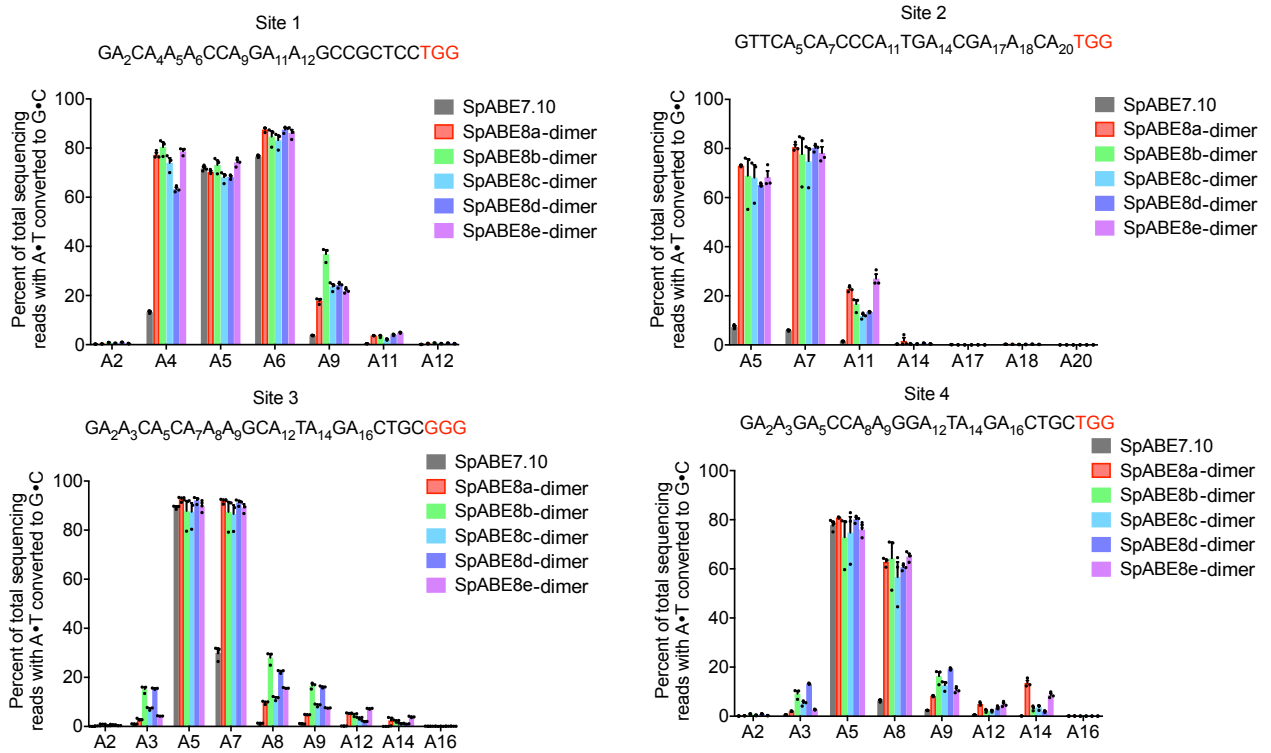 Site 1
GA2CA4A5A6CCA9GA11A12GCCGCTCCTGG
Percent of total sequencing
reads with A•T converted to G•C
100
80
60
40
20
0
A2 A4 A5 A6 A9 A11 A12
SpABE7.10
SpABE8a-dimer
SpABE8b-dimer
SpABE8c-dimer
SpABE8d-dimer
SpABE8e-dimer
Site 2
GTTCA5CA7CCCA11TGA14CGA17A18CA20TGG
Percent of total sequencing
reads with A•T converted to G•C
100
80
60
40
20
0
A5 A7 A11 A14 A17 A18 A20
SpABE7.10
SpABE8a-dimer
SpABE8b-dimer
SpABE8c-dimer
SpABE8d-dimer
SpABE8e-dimer
Site 3
GA2A3CA5CA7A8A9GCA12TA14GA16CTGCGGG
Percent of total sequencing
reads with A•T converted to G•C
100
80
60
40
20
0
A2 A3 A5 A7 A8 A9 A12 A14 A16
SpABE7.10
SpABE8a-dimer
SpABE8b-dimer
SpABE8c-dimer
SpABE8d-dimer
SpABE8e-dimer
Site 4
GA2A3GA5CCA8A9GGA12TA14GA16CTGCTGG
Percent of total sequencing
reads with A•T converted to G•C
100
80
60
40
20
0
A2 A3 A5 A8 A9 A12 A14 A16
SpABE7.10
SpABE8a-dimer
SpABE8b-dimer
SpABE8c-dimer
SpABE8d-dimer
SpABE8e-dimer